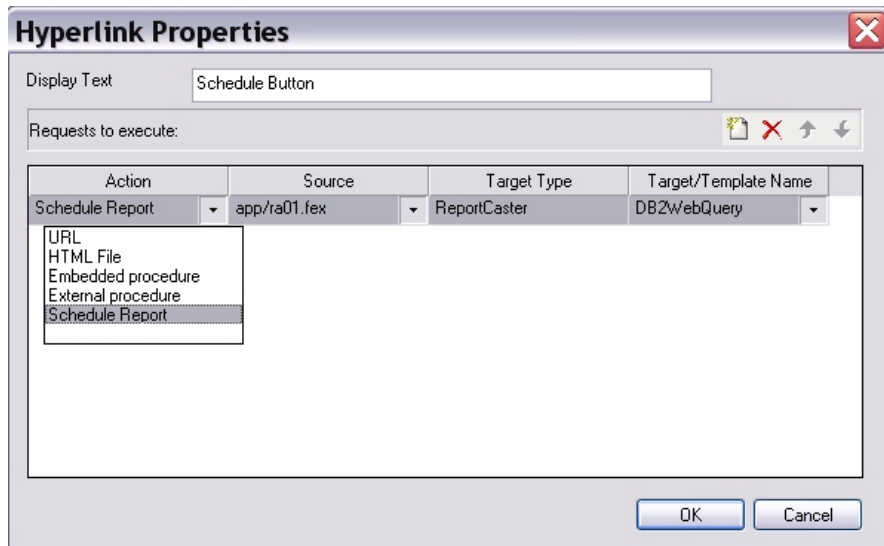 Hyperlink Properties
Display Text Schedule Button
Requests to execute:
Action Source Target Type Target/Template Name
Schedule Report app/ra01.fex ReportCaster DB2WebQuery
URL
HTML File
Embedded procedure
External procedure
Schedule Report
OK Cancel